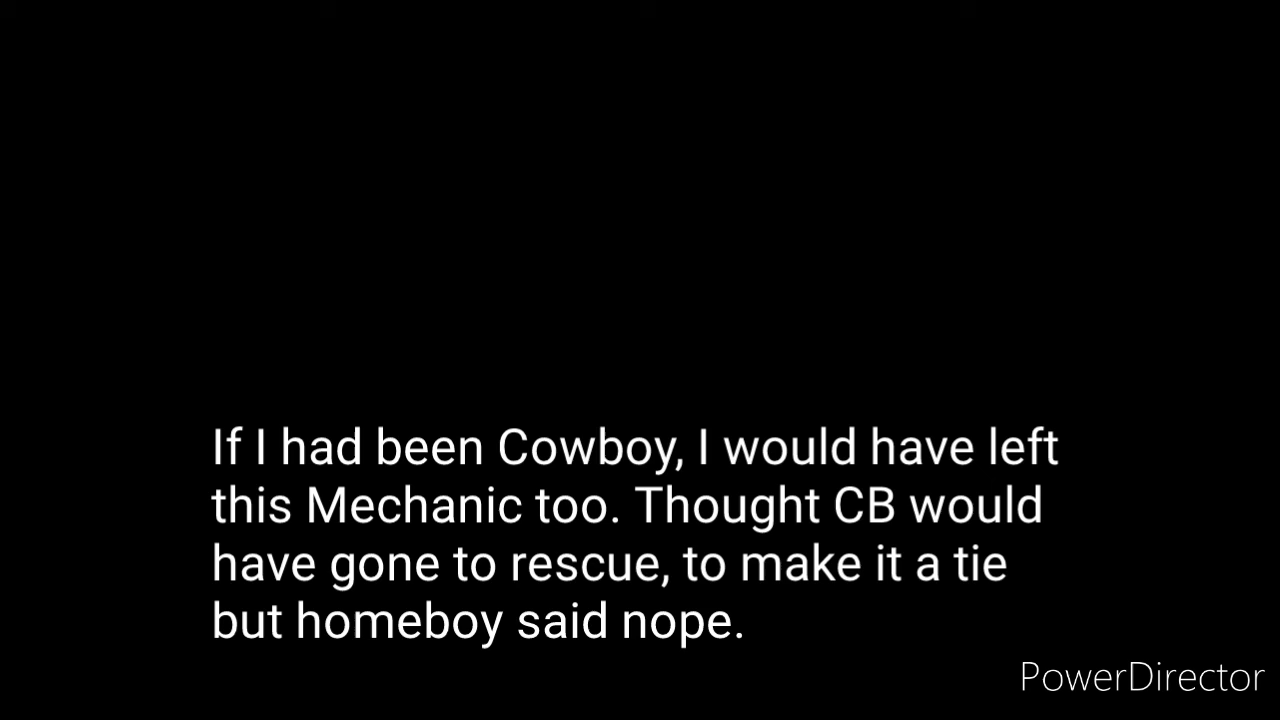 If I had been Cowboy, I would have left
this Mechanic too. Thought CB would
have gone to rescue, to make it a tie
but homeboy said nope.
PowerDirector